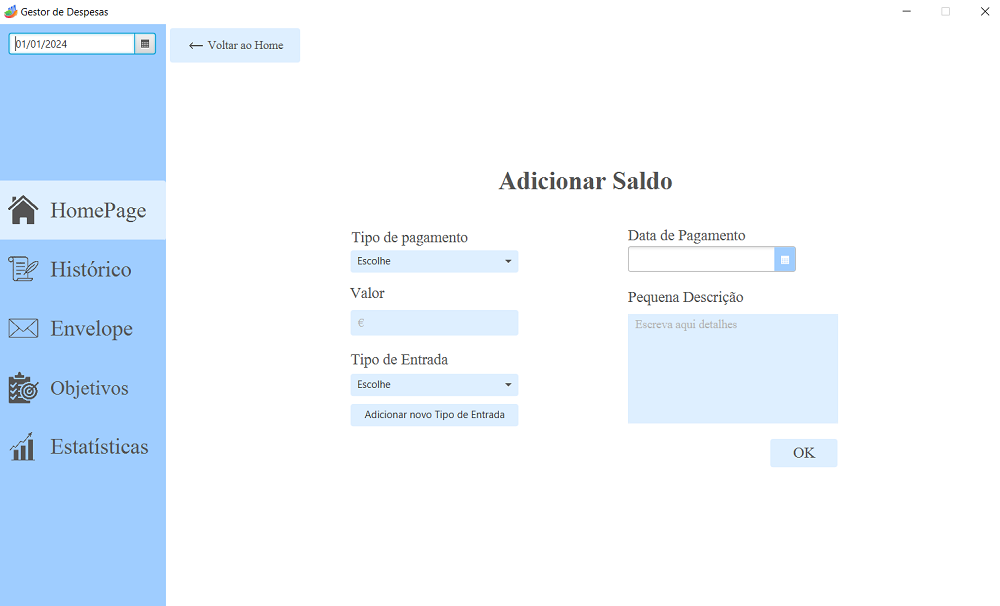 Gestor de Despesas
01/01/2024
Voltar ao Home
HomePage
Histórico
Envelope
Objetivos
Estatísticas
Adicionar Saldo
Tipo de pagamento
Escolhe
Valor
€
Tipo de Entrada
Escolhe
Adicionar novo Tipo de Entrada
Data de Pagamento
Pequena Descrição
Escreva aqui detalhes
OK